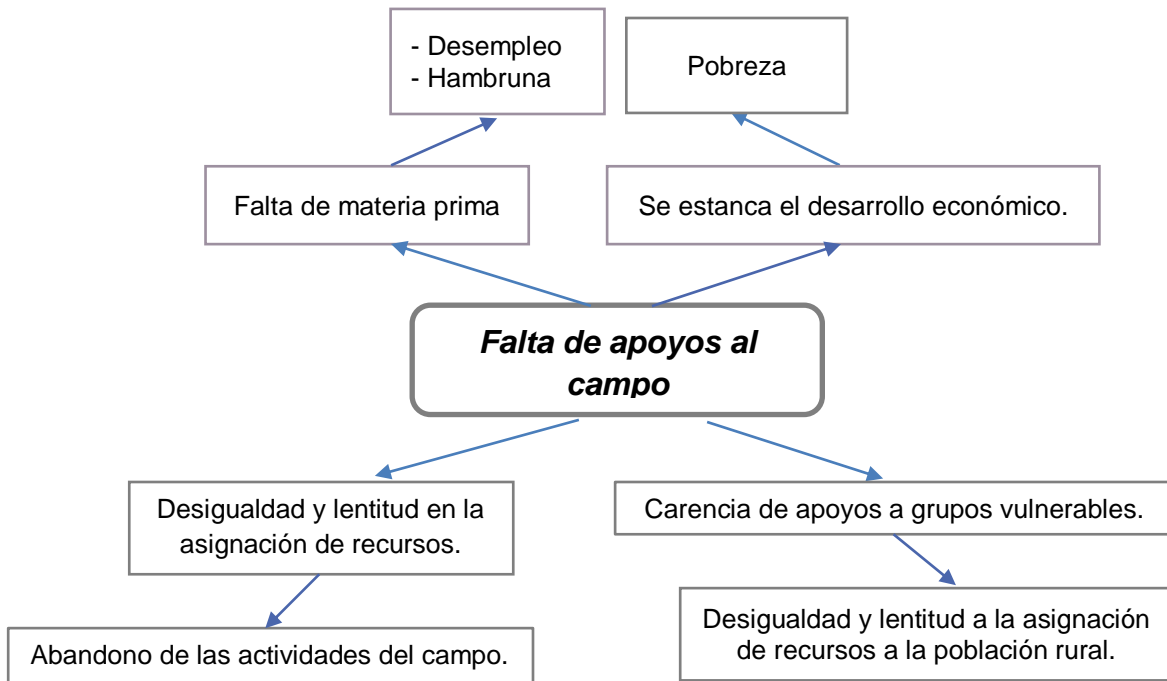 - Desempleo
- Hambruna
Pobreza
Falta de materia prima
Se estanca el desarrollo económico.
Falta de apoyos al
campo
Desigualdad y lentitud en la
asignación de recursos.
Carencia de apoyos a grupos vulnerables.
Abandono de las actividades del campo.
Desigualdad y lentitud a la asignación
de recursos a la población rural.